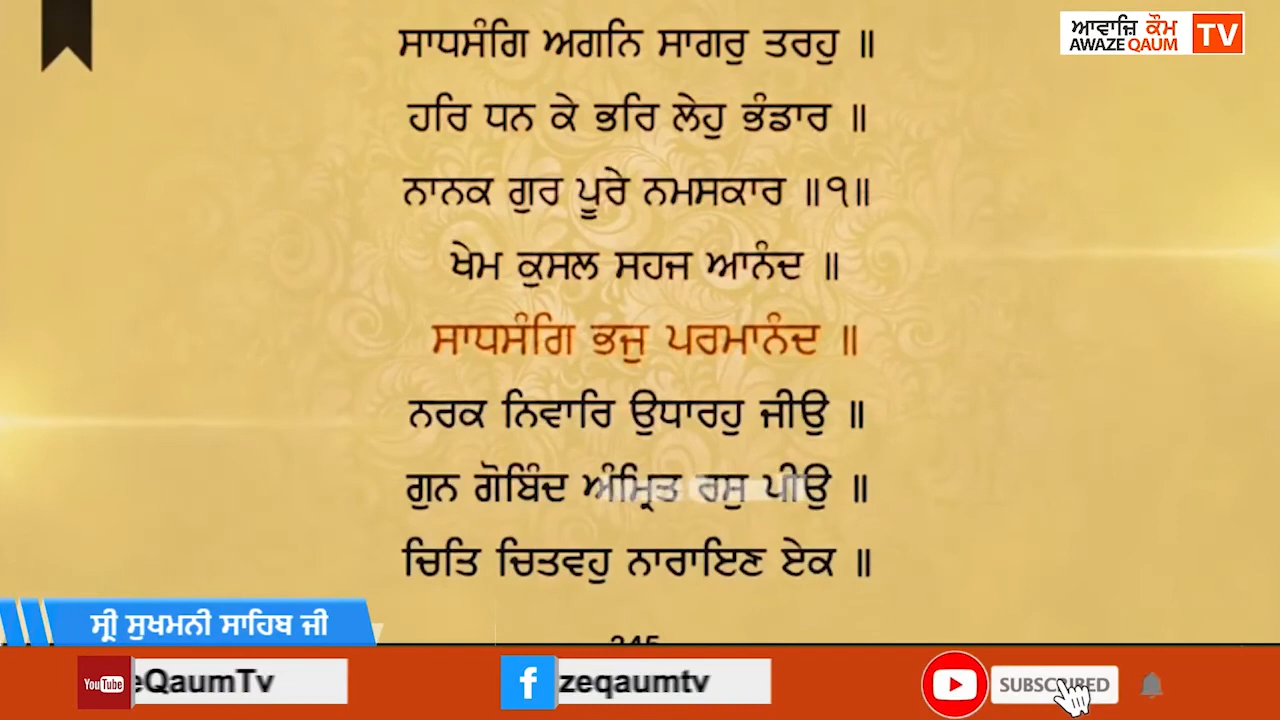 ਸਾਧਸੰਗਿ ਅਗਨਿ ਸਾਗਰੁ ਤਰਹੁ ॥
ਆਵਾਜ਼ਿ ਕੌਮ
AWAZE QAUM
TV
ਹਰਿ ਧਨ ਕੇ ਭਰਿ ਲੇਹੁ ਭੰਡਾਰ ॥
ਨਾਨਕ ਗੁਰ ਪੂਰੇ ਨਮਸਕਾਰ ॥੧॥
ਖੇਮ ਕੁਸਲ ਸਹਜ ਆਨੰਦ ॥
ਸਾਧਸੰਗਿ ਭਜੁ ਪਰਮਾਨੰਦ ॥
ਨਰਕ ਨਿਵਾਰਿ ਉਧਾਰਹੁ ਜੀਉ ॥
ਗੁਨ ਗੋਬਿੰਦ ਅੰਮ੍ਰਿਤ ਰਸੁ ਪੀਉ ॥
ਚਿਤਿ ਚਿਤਵਹੁ ਨਾਰਾਇਣ ਏਕ ॥
ਸ੍ਰੀ ਸੁਖਮਨੀ ਸਾਹਿਬ ਜੀ
YouTube
eQaumTv
f
zeqaumtv
SUBSCRIBED